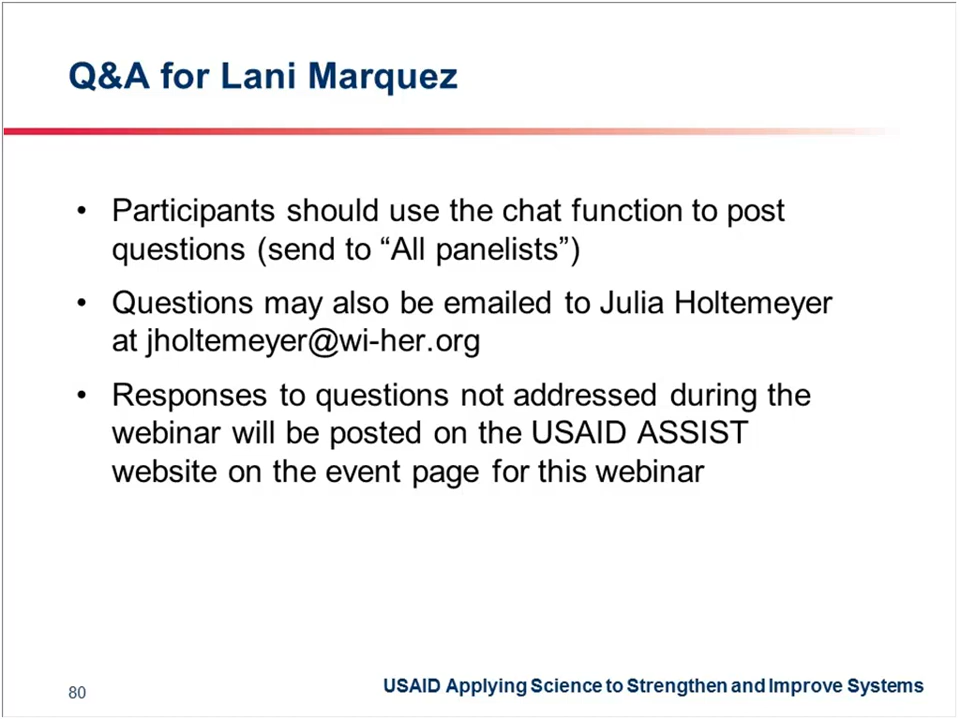 Q&A for Lani Marquez
• Participants should use the chat function to post
questions (send to “All panelists”)
• Questions may also be emailed to Julia Holtemeyer
at jholtemeyer@wi-her.org
• Responses to questions not addressed during the
webinar will be posted on the USAID ASSIST
website on the event page for this webinar
80
USAID Applying Science to Strengthen and Improve Systems